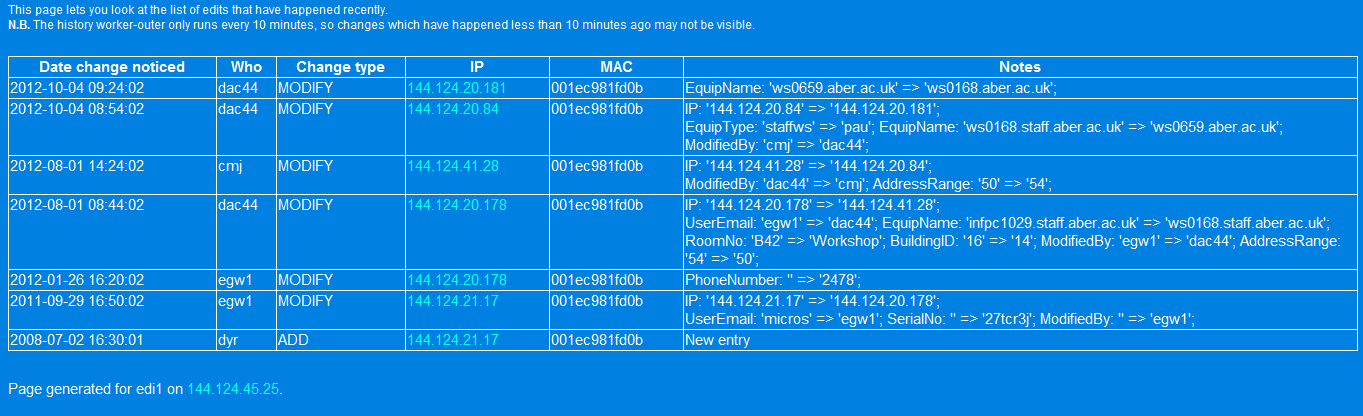 This page lets you look at the list of edits that have happened recently.
N.B. The history worker-outer only runs every 10 minutes, so changes which have happened less than 10 minutes ago may not be visible.
Date change noticed Who Change type IP MAC Notes
2012-10-04 09:24:02 dac44 MODIFY 144.124.20.181 001ec981fd0b EquipName: 'ws0659.aber.ac.uk' => 'ws0168.aber.ac.uk';
2012-10-04 08:54:02 dac44 MODIFY 144.124.20.84 001ec981fd0b IP: '144.124.20.84' => '144.124.20.181';
EquipType: 'staffws' => 'pau'; EquipName: 'ws0168.staff.aber.ac.uk' => 'ws0659.aber.ac.uk';
ModifiedBy: 'cmj' => 'dac44';
2012-08-01 14:24:02 cmj MODIFY 144.124.41.28 001ec981fd0b IP: '144.124.41.28' => '144.124.20.84';
ModifiedBy: 'dac44' => 'cmj'; AddressRange: '50' => '54';
2012-08-01 08:44:02 dac44 MODIFY 144.124.20.178 001ec981fd0b IP: '144.124.20.178' => '144.124.41.28';
UserEmail: 'egw1' => 'dac44'; EquipName: 'infpc1029.staff.aber.ac.uk' => 'ws0168.staff.aber.ac.uk';
RoomNo: 'B42' => 'Workshop'; BuildingID: '16' => '14'; ModifiedBy: 'egw1' => 'dac44'; AddressRange:
'54' => '50';
2012-01-26 16:20:02 egw1 MODIFY 144.124.20.178 001ec981fd0b PhoneNumber: '' => '2478';
2011-09-29 16:50:02 egw1 MODIFY 144.124.21.17 001ec981fd0b IP: '144.124.21.17' => '144.124.20.178';
UserEmail: 'micros' => 'egw1'; SerialNo: '' => '27tcr3j'; ModifiedBy: '' => 'egw1';
2008-07-02 16:30:01 dyr ADD 144.124.21.17 001ec981fd0b New entry
Page generated for edi1 on 144.124.45.25.